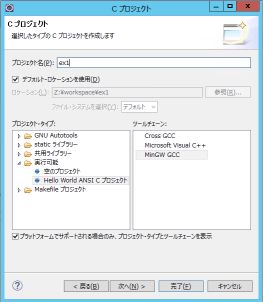 C プロジェクト
C プロジェクト
選択したタイプの C プロジェクトを作成します
プロジェクト名(P): ex1
デフォルト・ロケーションを使用(D)
ロケーション(L): Z:¥workspace¥ex1 参照(R)...
ファイル・システムを選択(Y): デフォルト
プロジェクト・タイプ: ツールチェーン:
GNU Autotools Cross GCC
static ライブラリー Microsoft Visual C++
共用ライブラリー MinGW GCC
実行可能
空のプロジェクト
Hello World ANSI C プロジェクト
Makefile プロジェクト
プラットフォームでサポートされる場合のみ、プロジェクト・タイプとツールチェーンを表示
< 戻る(B) 次へ(N) > 完了(F) キャンセル